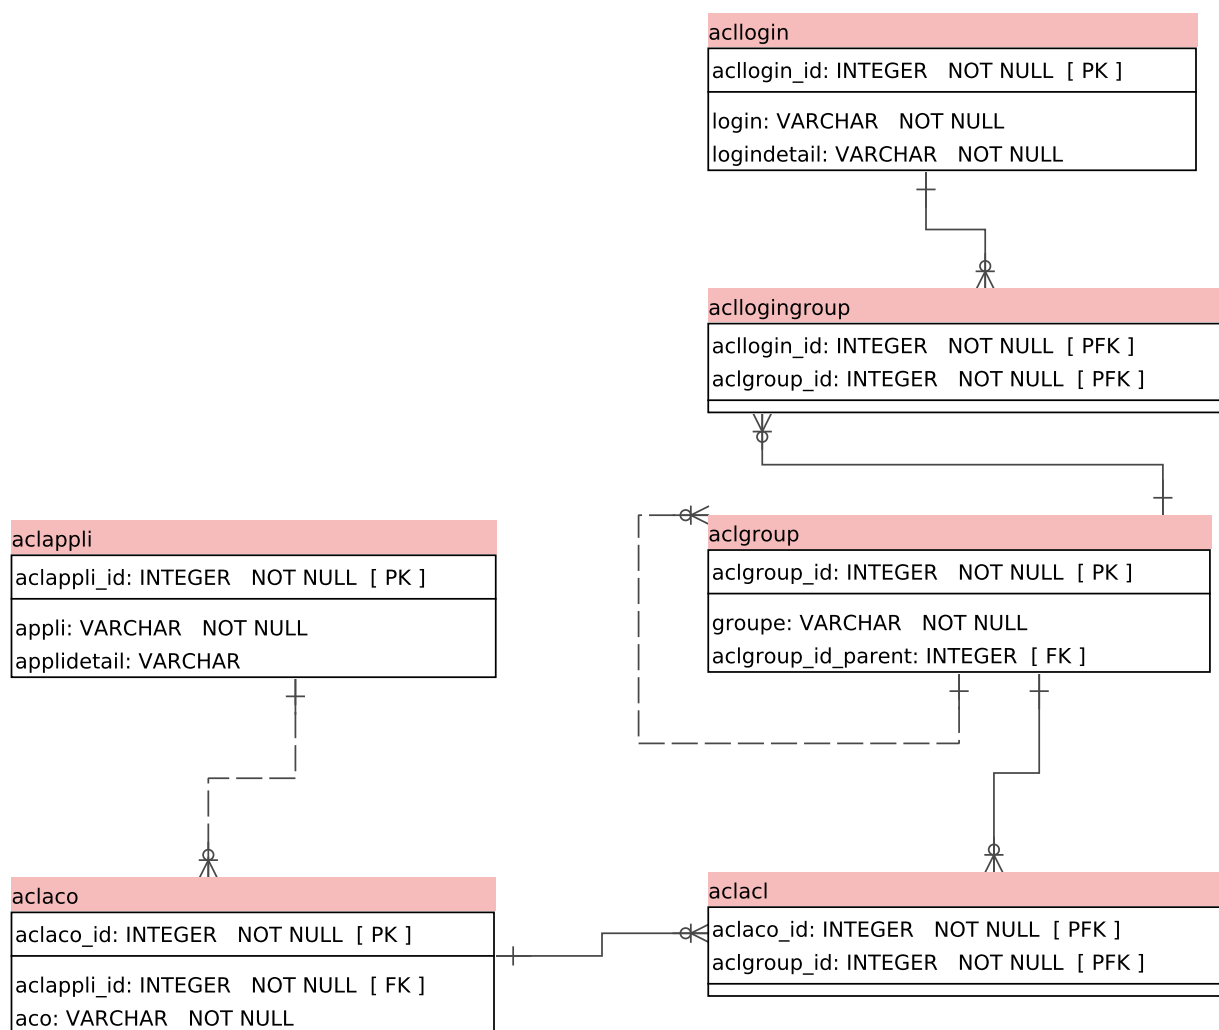 acllogin
acllogin_id: INTEGER NOT NULL [ PK ]
login: VARCHAR NOT NULL
logindetail: VARCHAR NOT NULL
acllogingroup
acllogin_id: INTEGER NOT NULL [ PFK ]
aclgroup_id: INTEGER NOT NULL [ PFK ]
aclgroup
aclgroup_id: INTEGER NOT NULL [ PK ]
groupe: VARCHAR NOT NULL
aclgroup_id_parent: INTEGER [ FK ]
aclappli
aclappli_id: INTEGER NOT NULL [ PK ]
appli: VARCHAR NOT NULL
applidetail: VARCHAR
aclaco
aclaco_id: INTEGER NOT NULL [ PK ]
aclappli_id: INTEGER NOT NULL [ FK ]
aco: VARCHAR NOT NULL
aclacl
aclaco_id: INTEGER NOT NULL [ PFK ]
aclgroup_id: INTEGER NOT NULL [ PFK ]